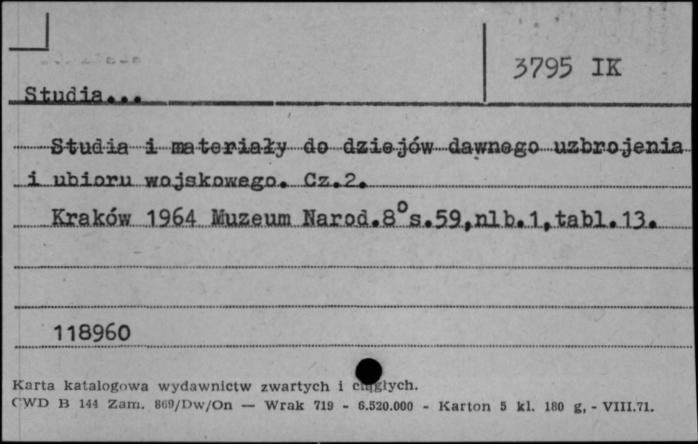 3795 IK
Studia...
Studia i materiały do dziejów dawnego uzbrojenia
i ubioru wojskowego. Cz.2.
Kraków 1964 Muzeum Narod.8° s.59,nlb.1,tabl.13.
118960
Karta katalogowa wydawnictw zwartych i ciągłych.
CWD B 144 Zam. 869/Dw/On — Wrak 719 - 6.520.000 - Karton 5 kl. 180 g, - VIII.71.